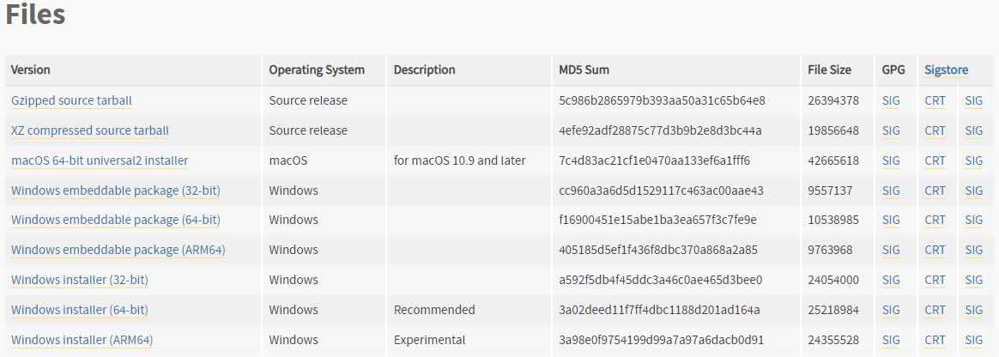 Files
Version Operating System Description MD5 Sum File Size GPG Sigstore
Gzipped source tarball Source release 5c986b2865979b393aa50a31c65b64e8 26394378 SIG CRT SIG
XZ compressed source tarball Source release 4efe92adf28875c77d3b9b2e8d3bc44a 19856648 SIG CRT SIG
macOS 64-bit universal2 installer macOS for macOS 10.9 and later 7c4d83ac21cf1e0470aa133ef6a1fff6 42665618 SIG CRT SIG
Windows embeddable package (32-bit) Windows cc960a3a6d5d1529117c463ac00aae43 9557137 SIG CRT SIG
Windows embeddable package (64-bit) Windows f16900451e15abe1ba3ea657f3c7fe9e 10538985 SIG CRT SIG
Windows embeddable package (ARM64) Windows 405185d5ef1f436f8dbc370a868a2a85 9763968 SIG CRT SIG
Windows installer (32-bit) Windows a592f5db4f45ddc3a46c0ae465d3bee0 24054000 SIG CRT SIG
Windows installer (64-bit) Windows Recommended 3a02deed11f7ff4dbc1188d201ad164a 25218984 SIG CRT SIG
Windows installer (ARM64) Windows Experimental 3a98e0f9754199d99a7a97a6dacb0d91 24355528 SIG CRT SIG